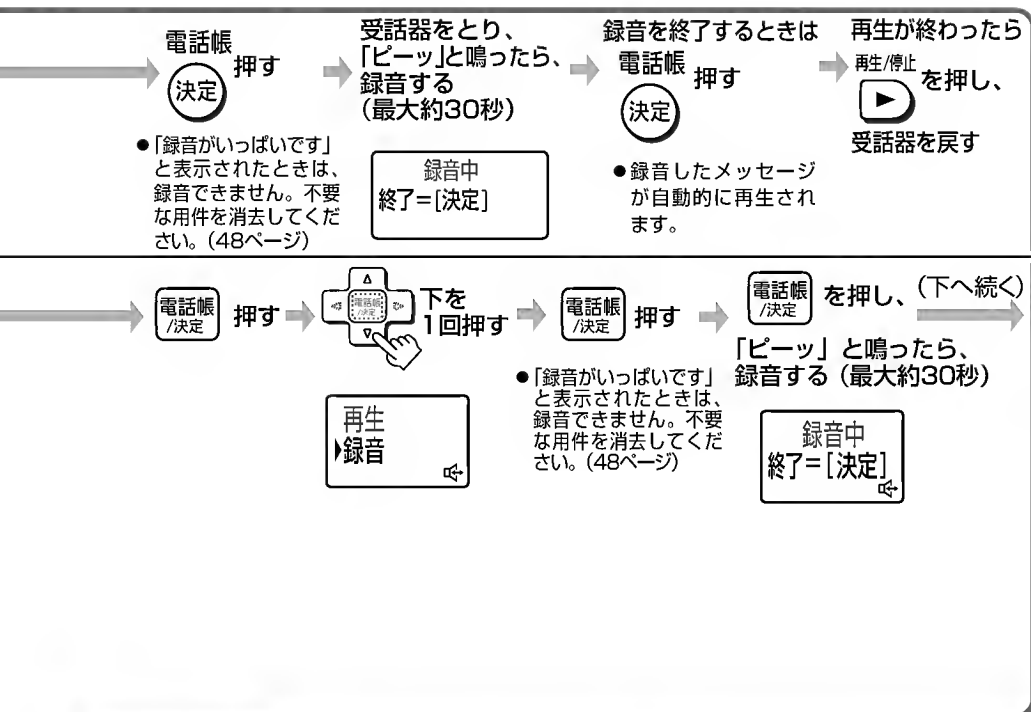 電話帳
決定
押す
●「録音がいっぱいです」
と表示されたときは、
録音できません。不要
な用件を消去してくだ
さい。（48ページ）
受話器をとり、
「ピーッ」と鳴ったら、
録音する
（最大約30秒）
録音中
終了=[決定]
録音を終了するときは
電話帳
決定
押す
●録音したメッセージ
が自動的に再生され
ます。
再生が終わったら
再生/停止
を押し、
受話器を戻す
電話帳
/決定
押す
電話帳
/決定
下を
1回押す
再生
録音
電話帳
/決定
押す
●「録音がいっぱいです」
と表示されたときは、
録音できません。不要
な用件を消去してくだ
さい。（48ページ）
電話帳
/決定
を押し、
（下へ続く）
「ピーッ」と鳴ったら、
録音する（最大約30秒）
録音中
終了=[決定]